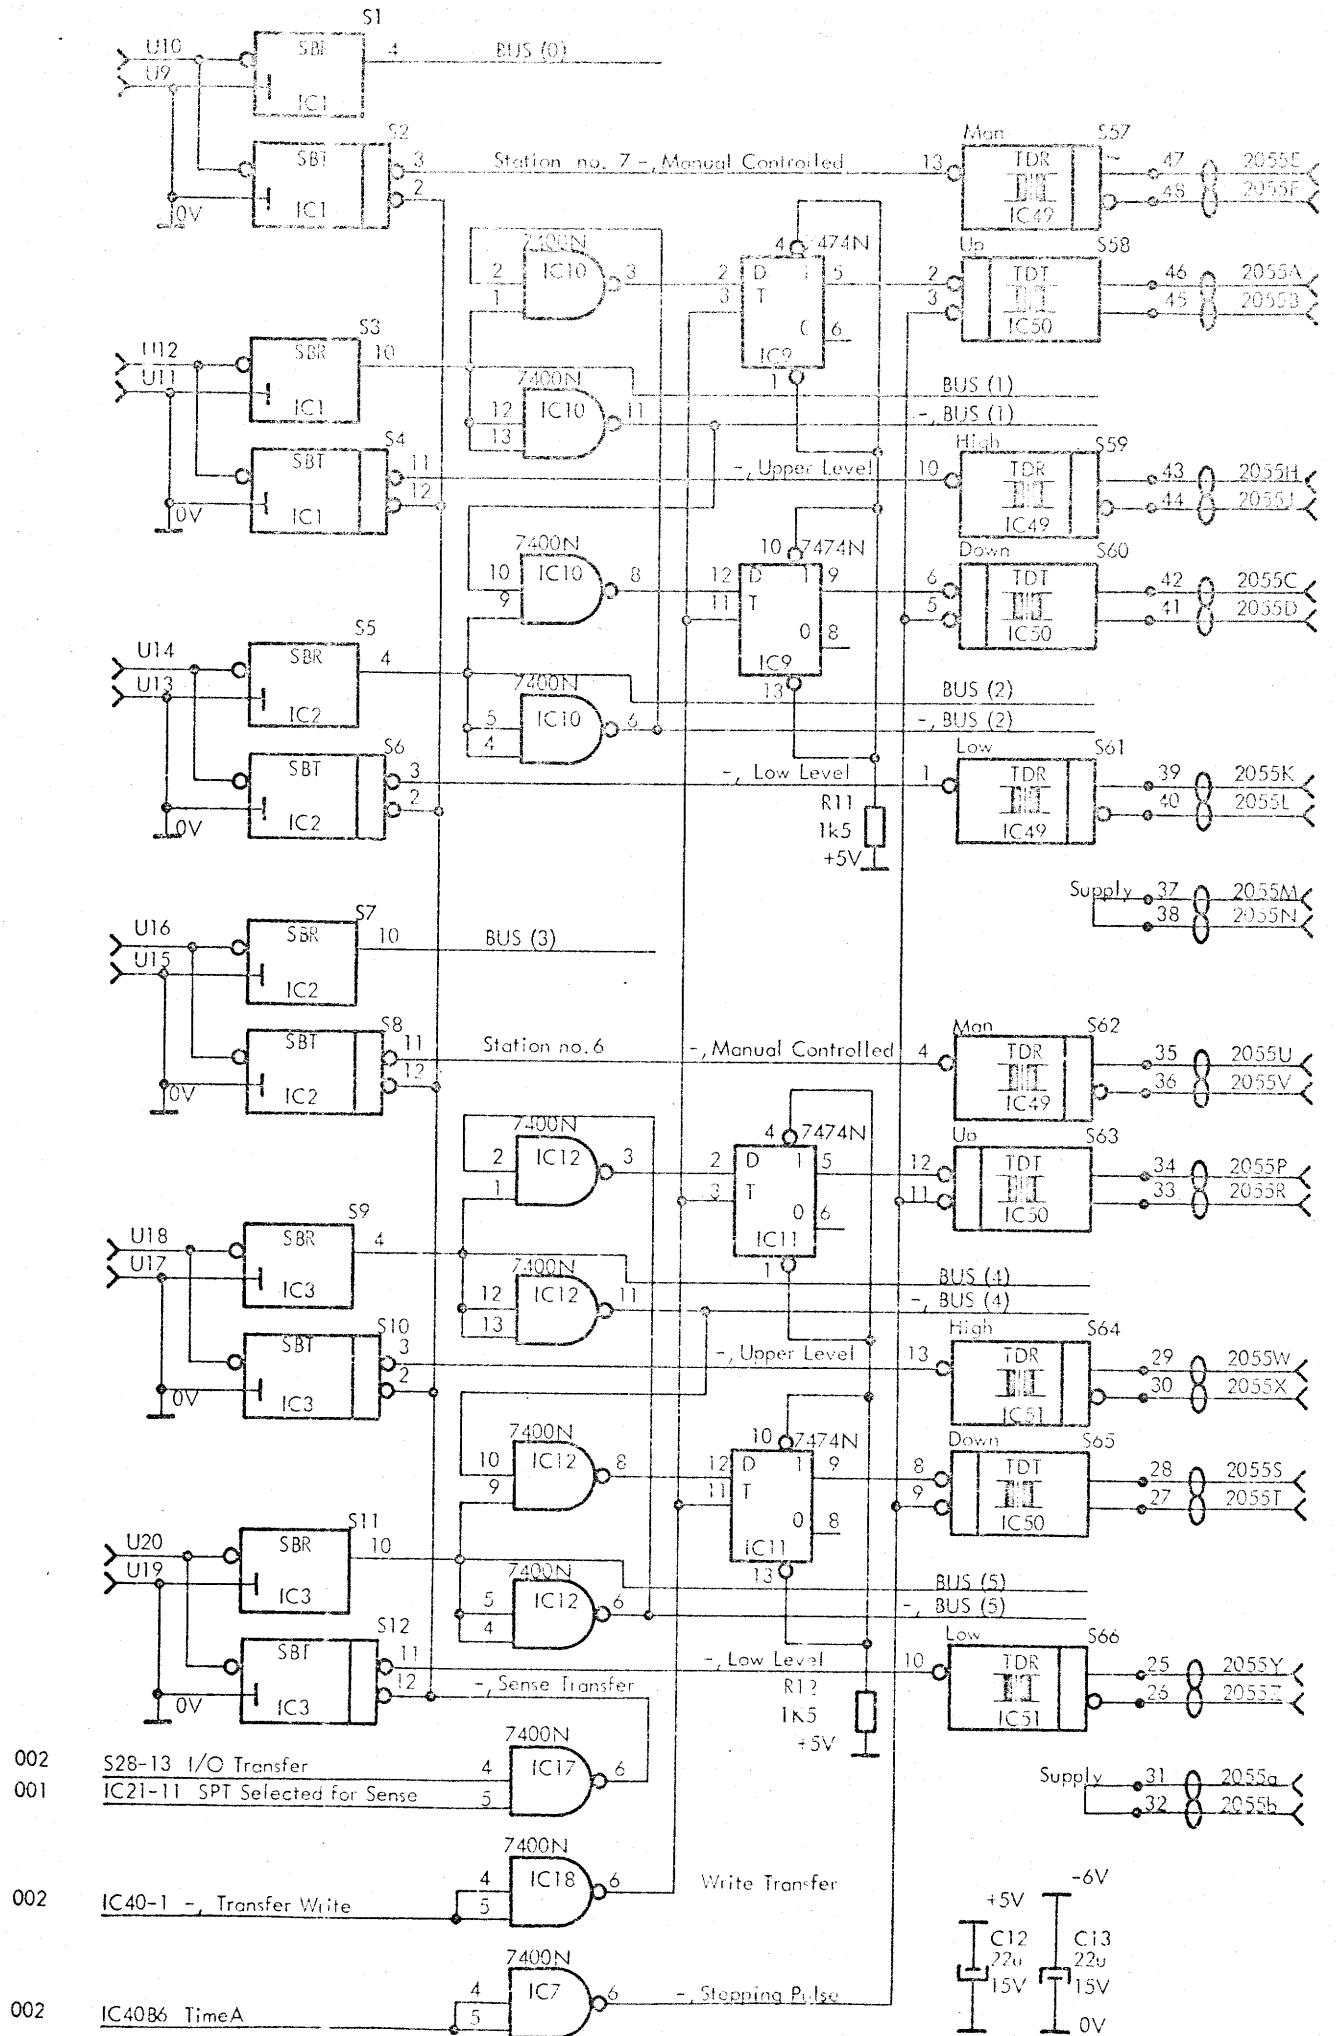 S1
U10 SBR 4 BUS (0)
U9
IC1
S2
SBT 3 Station no. 7 -, Manual Controlled 13
2
IC1
0V
Man S57
TDR 47 2055E
48 2055F
IC49
7400N
2 IC10 3
1
4 7474N
2 D 1 5
3 T
0 6
IC9
1
Up S58
2 TDT 46 2055A
3 45 2055B
IC50
S3
U12 SBR 10
U11
IC1
7400N
12 IC10 11
13
BUS (1)
-, BUS (1)
S4
SBT 11 -, Upper Level 10
12
IC1
0V
High S59
TDR 43 2055H
44 2055J
IC49
7400N
10 IC10 8
9
10 7474N
12 D 1 9
11 T
0 8
IC9
13
Down S60
6 TDT 42 2055C
5 41 2055D
IC50
S5
U14 SBR 4
U13
IC2
7400N
5 IC10 6
4
BUS (2)
-, BUS (2)
S6
SBT 3 -, Low Level 1
2
IC2
0V
Low S61
TDR 39 2055K
40 2055L
IC49
R11
1k5
+5V
Supply 37 2055M
38 2055N
S7
U16 SBR 10 BUS (3)
U15
IC2
S8
SBT 11 Station no.6 -, Manual Controlled 4
12
IC2
0V
Man S62
TDR 35 2055U
36 2055V
IC49
7400N
2 IC12 3
1
4 7474N
2 D 1 5
3 T
0 6
IC11
1
Up S63
12 TDT 34 2055P
11 33 2055R
IC50
S9
U18 SBR 4
U17
IC3
7400N
12 IC12 11
13
BUS (4)
-, BUS (4)
S10
SBT 3 -, Upper Level 13
2
IC3
0V
High S64
TDR 29 2055W
30 2055X
IC51
7400N
10 IC12 8
9
10 7474N
12 D 1 9
11 T
0 8
IC11
13
Down S65
8 TDT 28 2055S
9 27 2055T
IC50
S11
U20 SBR 10
U19
IC3
7400N
5 IC12 6
4
BUS (5)
-, BUS (5)
S12
SBT 11 -, Low Level 10
12 -, Sense Transfer
IC3
0V
Low S66
TDR 25 2055Y
26 2055Z
IC51
R12
1K5
+5V
7400N
002 S28-13 I/O Transfer 4 IC17 6
001 IC21-11 SPT Selected for Sense 5
Supply 31 2055a
32 2055b
7400N
4 IC18 6 Write Transfer
002 IC40-1 -, Transfer Write 5
7400N
4 IC7 6 -, Stepping Pulse
002 IC40B6 TimeA 5
+5V -6V
C12 C13
22u 22u
15V 15V
0V